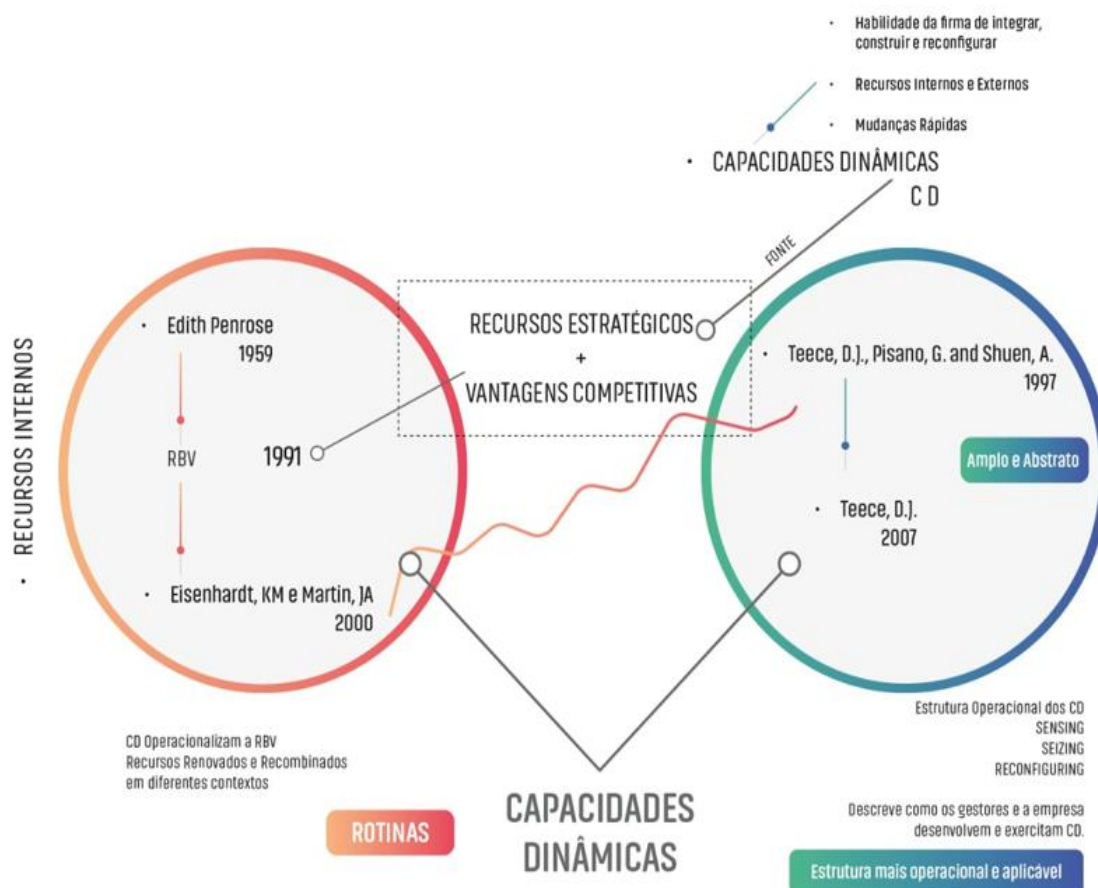 • Habilidade da firma de integrar,
construir e reconfigurar
• Recursos Internos e Externos
• Mudanças Rápidas
• CAPACIDADES DINÂMICAS
C D
FONTE
• RECURSOS INTERNOS
• Edith Penrose
1959
RBV
1991
• Eisenhardt, KM e Martin, JA
2000
RECURSOS ESTRATÉGICOS
+
VANTAGENS COMPETITIVAS
• Teece, D.J., Pisano, G. and Shuen, A.
1997
Amplo e Abstrato
• Teece, D.J.
2007
CD Operacionalizam a RBV
Recursos Renovados e Recombinados
em diferentes contextos
ROTINAS
CAPACIDADES
DINÂMICAS
Estrutura Operacional dos CD
SENSING
SEIZING
RECONFIGURING
Descreve como os gestores e a empresa
desenvolvem e exercitam CD.
Estrutura mais operacional e aplicável